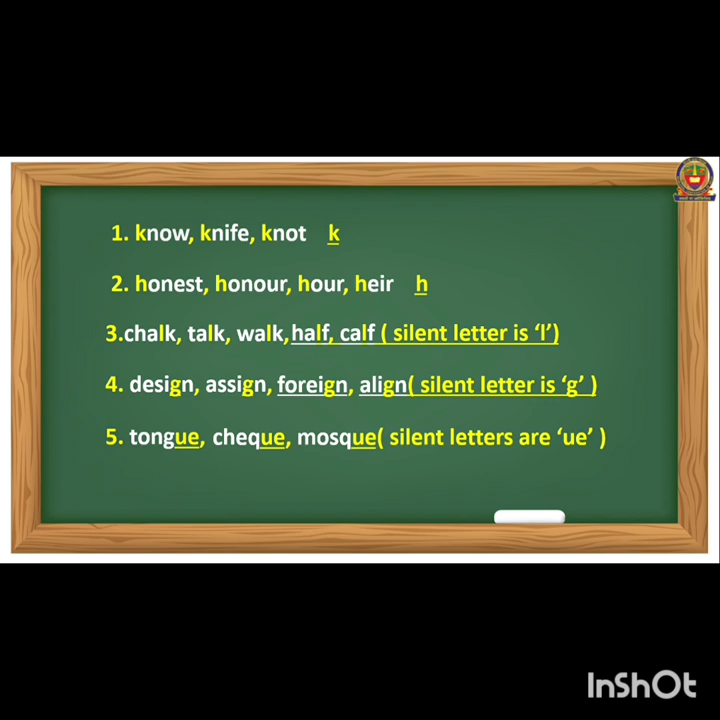 1. know, knife, knot k
2. honest, honour, hour, heir h
3.chalk, talk, walk,half, calf ( silent letter is ‘l’)
4. design, assign, foreign, align( silent letter is ‘g’ )
5. tongue, cheque, mosque( silent letters are ‘ue’ )
InShOt